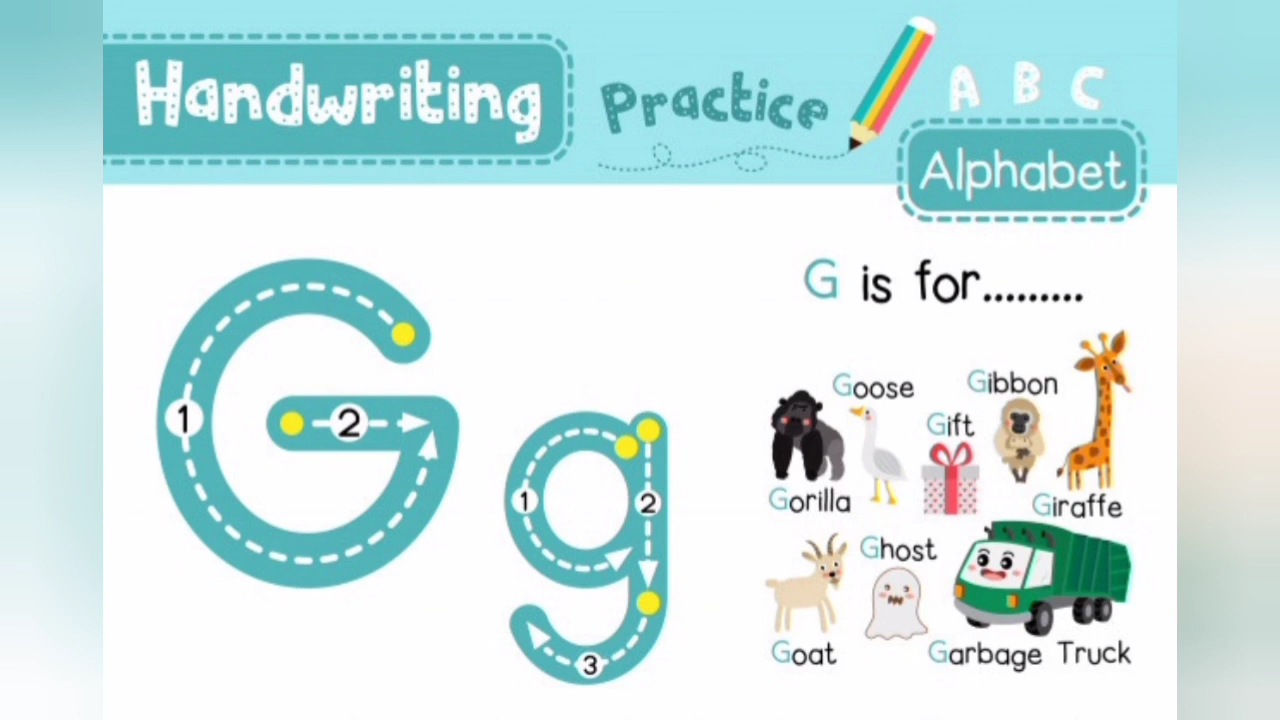 Handwriting Practice
A B C
Alphabet
G g
1
2
1
2
3
G is for.........
Goose
Gibbon
Gift
Gorilla
Giraffe
Ghost
Goat
Garbage Truck